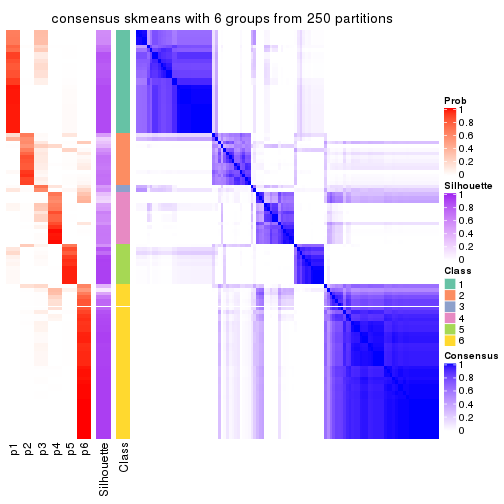 consensus skmeans with 6 groups from 250 partitions
Prob
1
0.8
0.6
0.4
0.2
0
Silhouette
1
0.8
0.6
0.4
0.2
0
Class
1
2
3
4
5
6
Consensus
1
0.8
0.6
0.4
0.2
0
p1
p2
p3
p4
p5
p6
Silhouette
Class